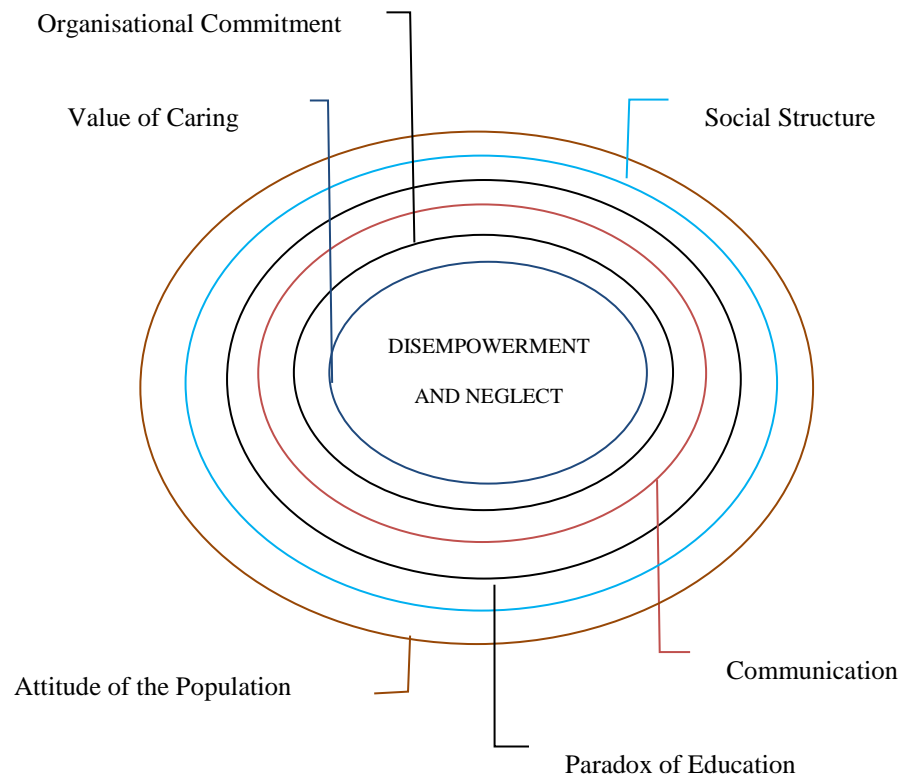 Organisational Commitment
Value of Caring
Social Structure
DISEMPOWERMENT
AND NEGLECT
Communication
Attitude of the Population
Paradox of Education